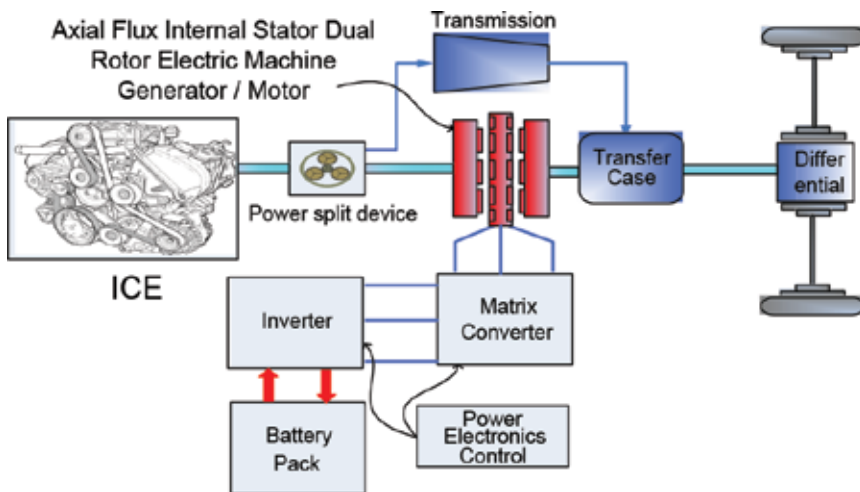 Axial Flux Internal Stator Dual
Rotor Electric Machine
Generator / Motor
Transmission
Power split device
Transfer
Case
Differ
ential
ICE
Inverter
Matrix
Converter
Battery
Pack
Power
Electronics
Control